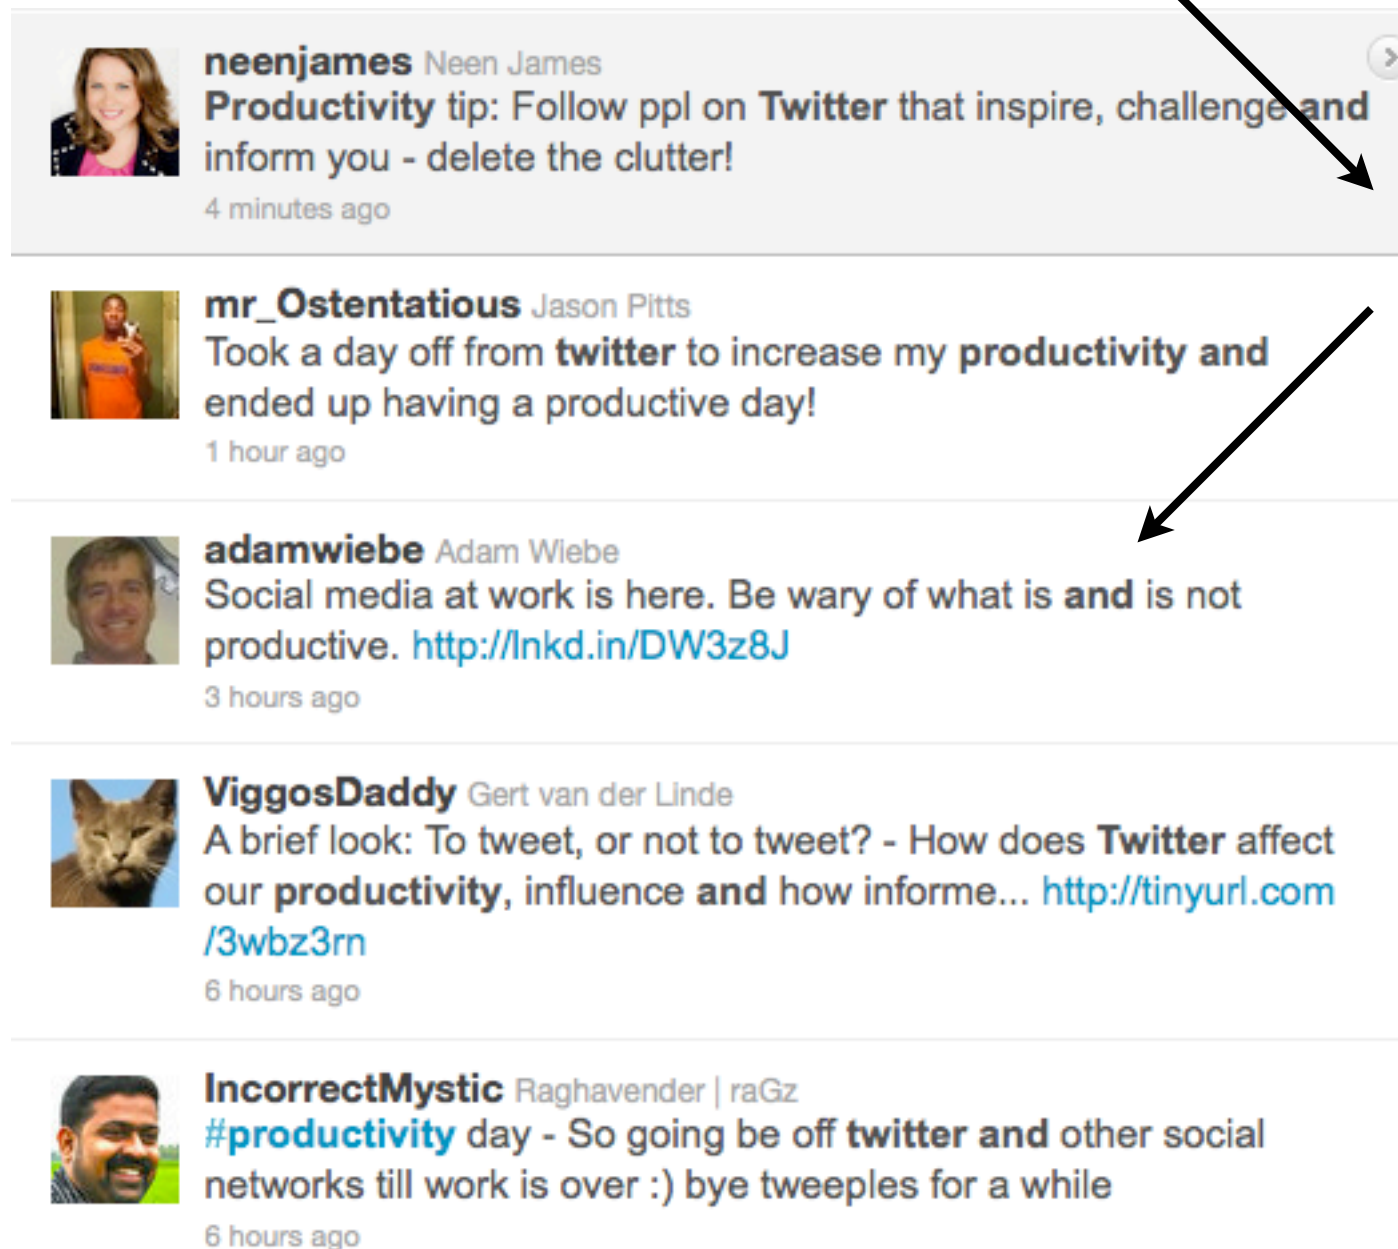 neenjames Neen James
Productivity tip: Follow ppl on Twitter that inspire, challenge and
inform you - delete the clutter!
4 minutes ago
mr_Ostentatious Jason Pitts
Took a day off from twitter to increase my productivity and
ended up having a productive day!
1 hour ago
adamwiebe Adam Wiebe
Social media at work is here. Be wary of what is and is not
productive. http://lnkd.in/DW3z8J
3 hours ago
ViggosDaddy Gert van der Linde
A brief look: To tweet, or not to tweet? - How does Twitter affect
our productivity, influence and how informe... http://tinyurl.com
/3wbz3rn
6 hours ago
IncorrectMystic Raghavender | raGz
#productivity day - So going be off twitter and other social
networks till work is over :) bye tweeples for a while
6 hours ago